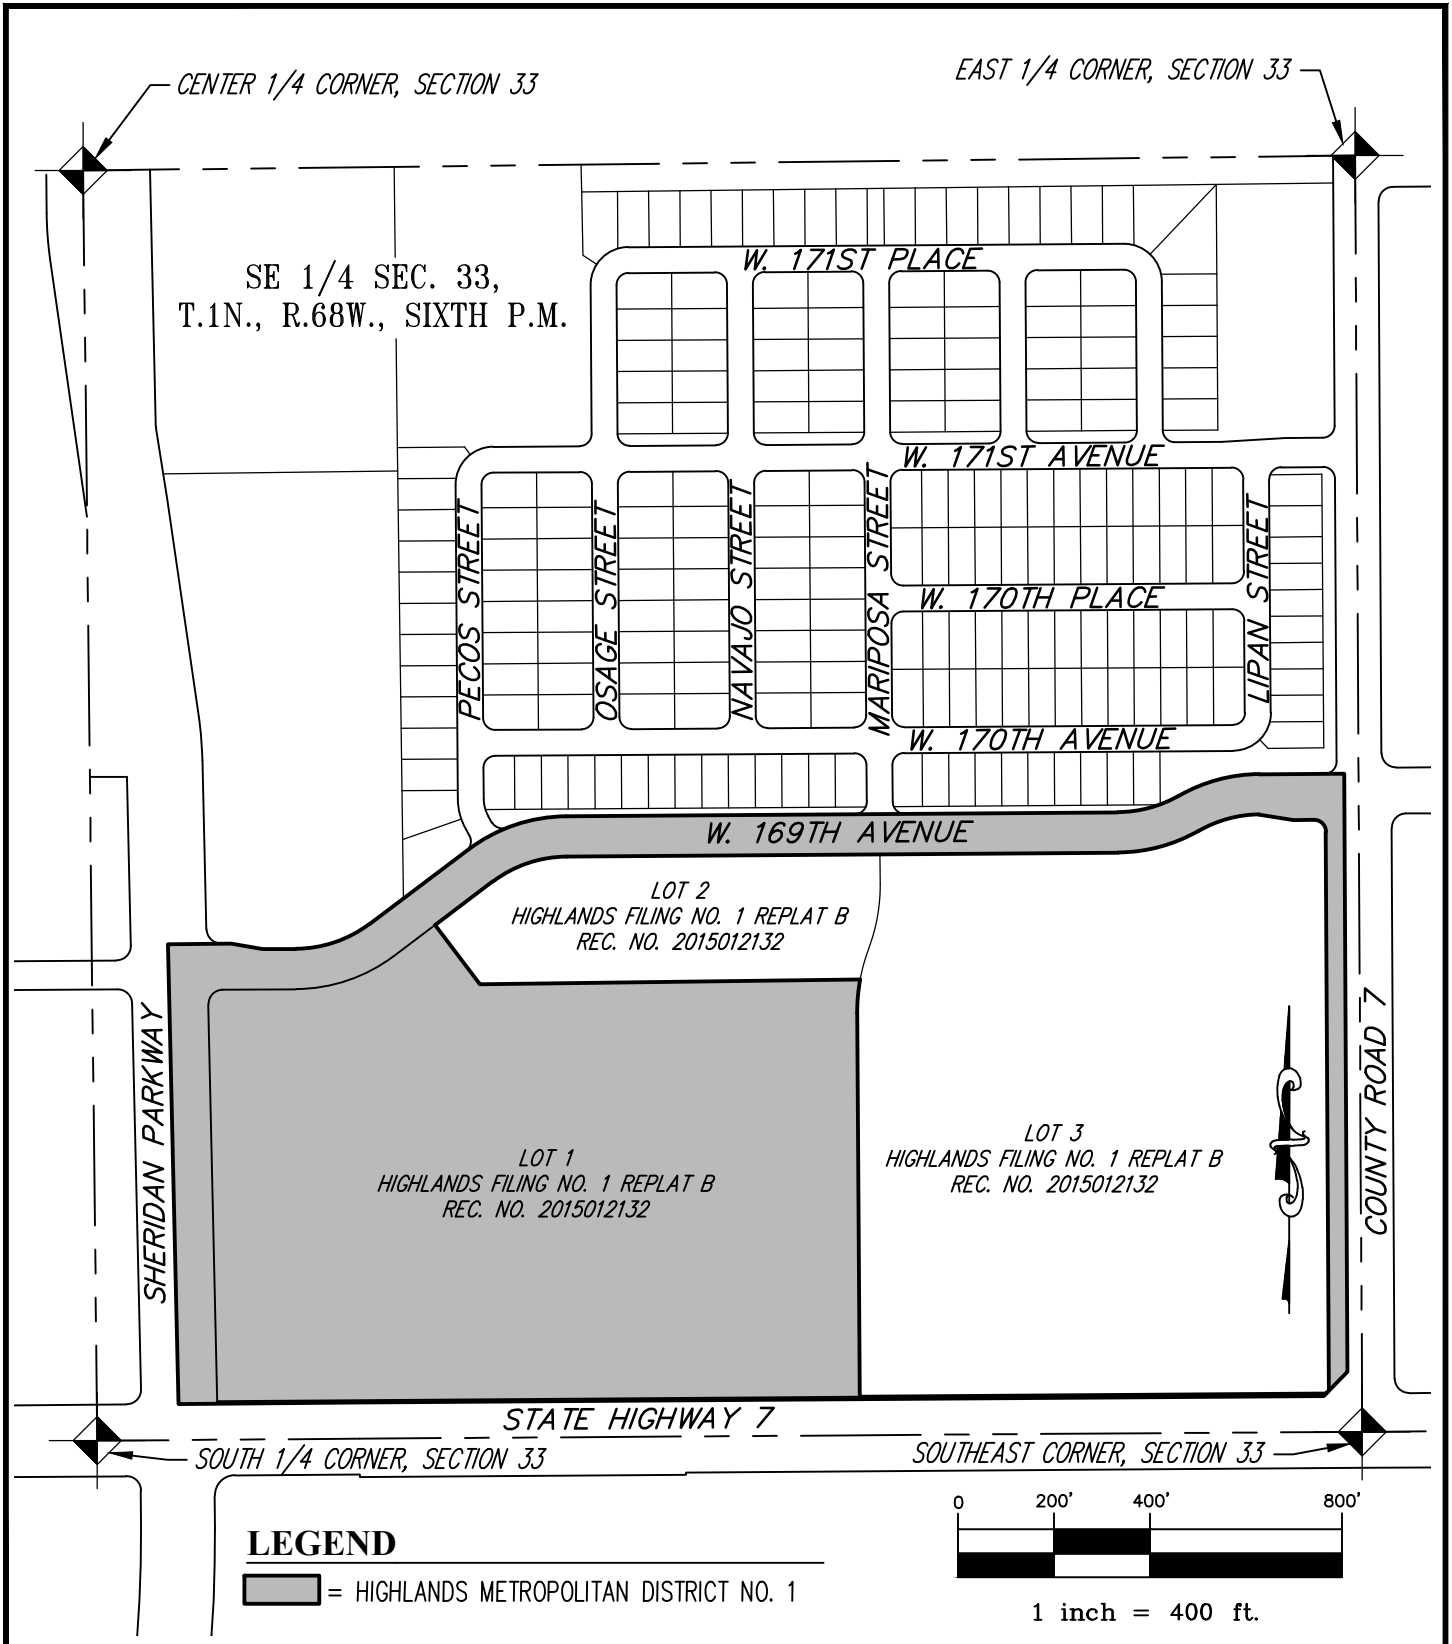 CENTER 1/4 CORNER, SECTION 33
EAST 1/4 CORNER, SECTION 33
SE 1/4 SEC. 33,
T.1N., R.68W., SIXTH P.M.
W. 171ST PLACE
W. 171ST AVENUE
PECOS STREET
OSAGE STREET
NAVAJO STREET
MARIPOSA STREET
LIPAN STREET
W. 170TH PLACE
W. 170TH AVENUE
W. 169TH AVENUE
LOT 2
HIGHLANDS FILING NO. 1 REPLAT B
REC. NO. 2015012132
SHERIDAN PARKWAY
COUNTY ROAD 7
LOT 1
HIGHLANDS FILING NO. 1 REPLAT B
REC. NO. 2015012132
LOT 3
HIGHLANDS FILING NO. 1 REPLAT B
REC. NO. 2015012132
STATE HIGHWAY 7
SOUTH 1/4 CORNER, SECTION 33
SOUTHEAST CORNER, SECTION 33
0 200' 400' 800'
1 inch = 400 ft.
LEGEND
= HIGHLANDS METROPOLITAN DISTRICT NO. 1